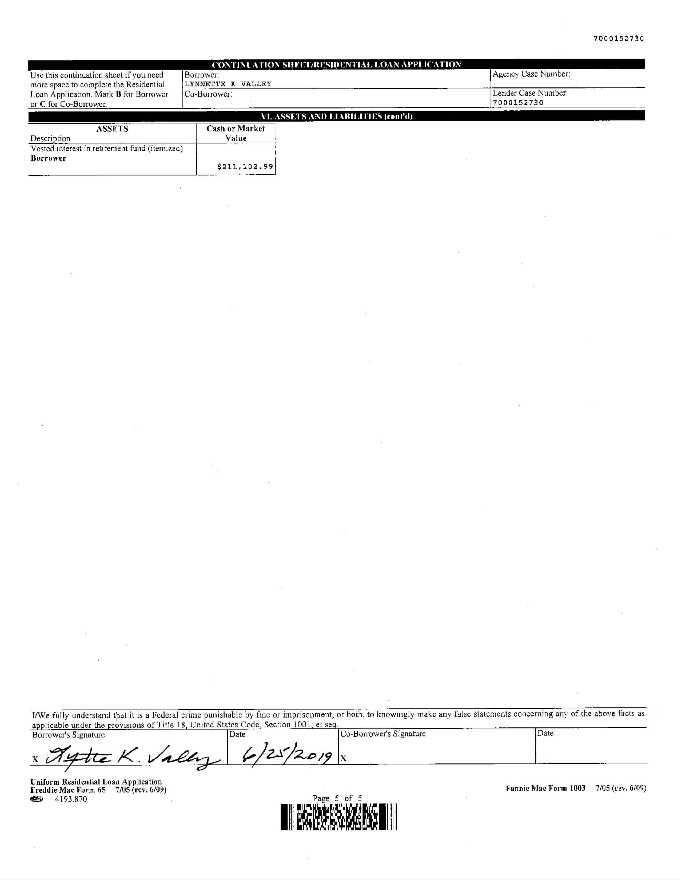 7000152730
CONTINUATION SHEET/RESIDENTIAL LOAN APPLICATION
Use this continuation sheet if you need
more space to complete the Residential
Loan Application. Mark B for Borrower
or C for Co-Borrower.
Borrower:
LYNNETTE K VALLEY
Agency Case Number:
Co-Borrower:
Lender Case Number:
7000152730
VI. ASSETS AND LIABILITIES (cont'd)
ASSETS
Description
Cash or Market
Value
Vested interest in retirement fund (itemized)
Borrower
$211,102.99
I/We fully understand that it is a Federal crime punishable by fine or imprisonment, or both, to knowingly make any false statements concerning any of the above facts as
applicable under the provisions of Title 18, United States Code, Section 1001, et seq.
Borrower's Signature
Date
Co-Borrower's Signature
Date
x K. Valley 6/25/2019 x
Uniform Residential Loan Application
Freddie Mac Form 65 7/05 (rev. 6/09)
4193.870
Page 5 of 5
Fannie Mae Form 1003 7/05 (rev. 6/09)